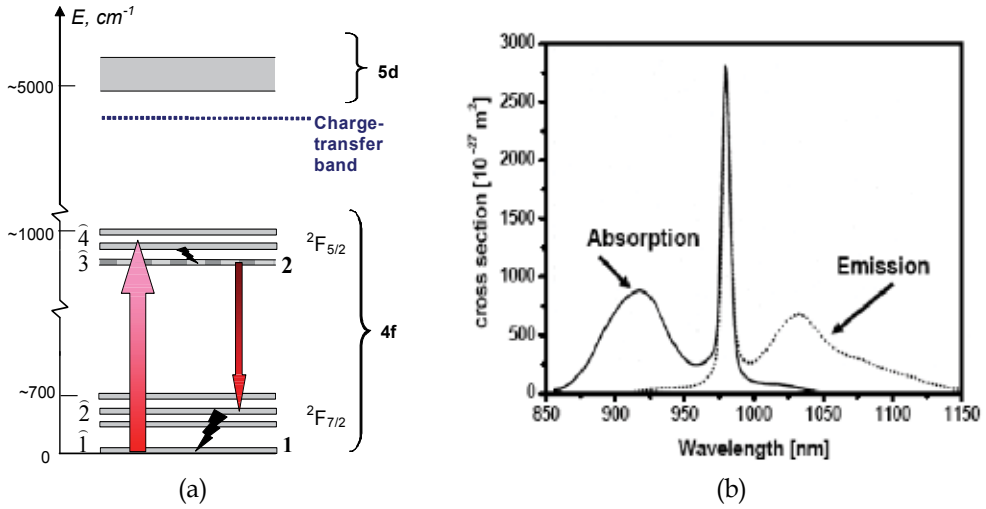 E, cm⁻¹
~5000
5d
Charge-
transfer
band
~1000
4̂
²F₅/₂
3̂
2
4f
~700
2̂
²F₇/₂
1̂
1
0
(a)
3000
2500
2000
1500
1000
500
0
cross section [10⁻²⁷ m²]
Absorption
Emission
850
900
950
1000
1050
1100
1150
Wavelength [nm]
(b)